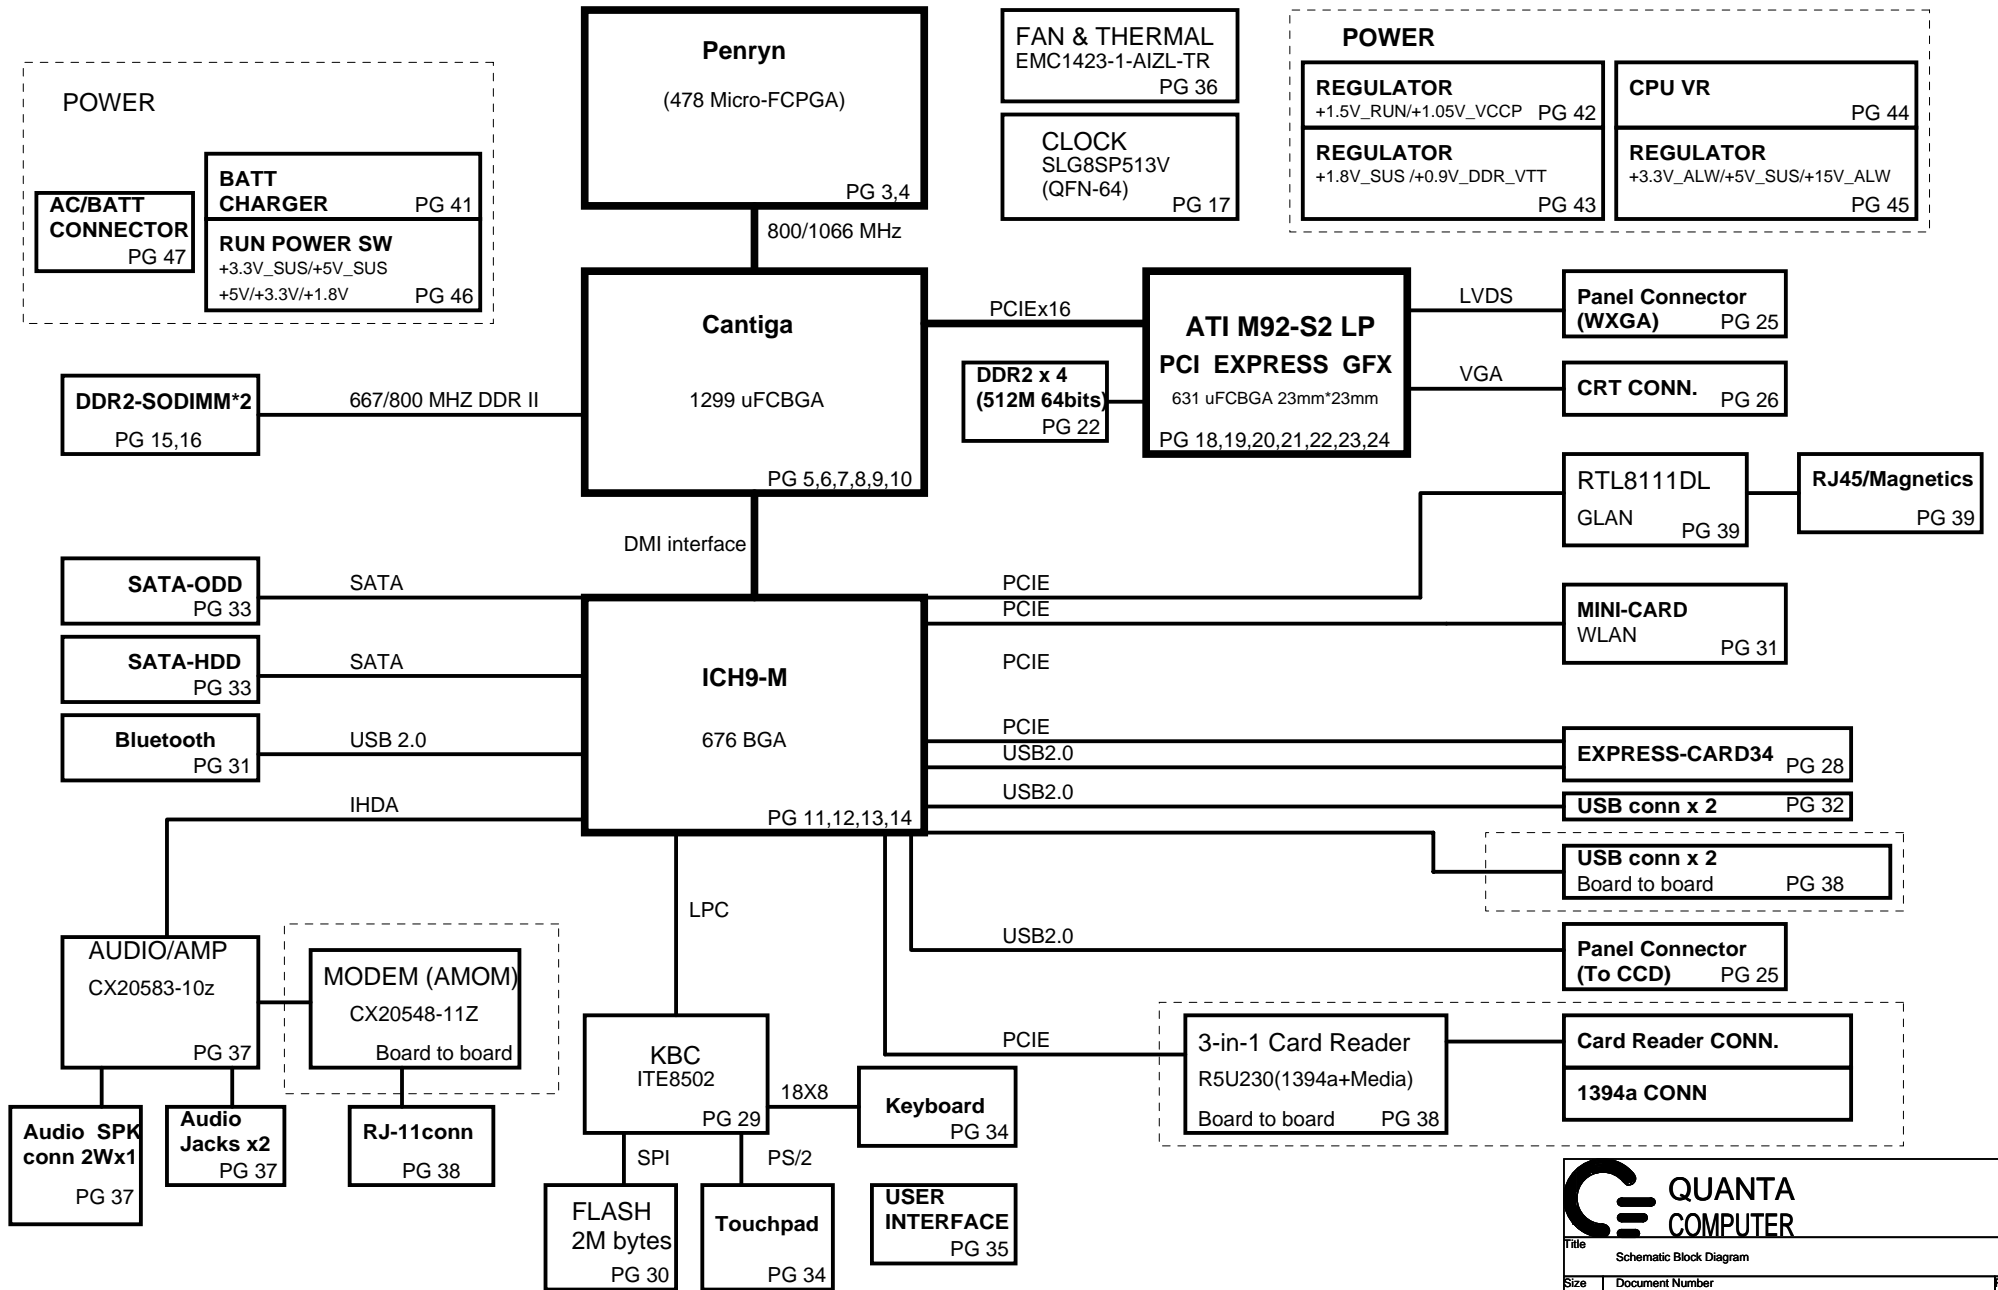 POWER
AC/BATT
CONNECTOR
PG 47
BATT
CHARGER
PG 41
RUN POWER SW
+3.3V_SUS/+5V_SUS
+5V/+3.3V/+1.8V
PG 46
Penryn
(478 Micro-FCPGA)
PG 3,4
800/1066 MHz
FAN & THERMAL
EMC1423-1-AIZL-TR
PG 36
CLOCK
SLG8SP513V
(QFN-64)
PG 17
POWER
REGULATOR
+1.5V_RUN/+1.05V_VCCP
PG 42
CPU VR
PG 44
REGULATOR
+1.8V_SUS /+0.9V_DDR_VTT
PG 43
REGULATOR
+3.3V_ALW/+5V_SUS/+15V_ALW
PG 45
DDR2-SODIMM*2
PG 15,16
667/800 MHZ DDR II
Cantiga
1299 uFCBGA
PG 5,6,7,8,9,10
PCIEx16
DDR2 x 4
(512M 64bits)
PG 22
ATI M92-S2 LP
PCI EXPRESS GFX
631 uFCBGA 23mm*23mm
PG 18,19,20,21,22,23,24
LVDS
Panel Connector
(WXGA)
PG 25
VGA
CRT CONN.
PG 26
RTL8111DL
GLAN
PG 39
RJ45/Magnetics
PG 39
DMI interface
SATA-ODD
PG 33
SATA
SATA-HDD
PG 33
SATA
Bluetooth
PG 31
USB 2.0
IHDA
ICH9-M
676 BGA
PG 11,12,13,14
PCIE
PCIE
MINI-CARD
WLAN
PG 31
PCIE
PCIE
USB2.0
EXPRESS-CARD34
PG 28
USB2.0
USB conn x 2
PG 32
USB conn x 2
Board to board
PG 38
USB2.0
Panel Connector
(To CCD)
PG 25
LPC
AUDIO/AMP
CX20583-10z
PG 37
MODEM (AMOM)
CX20548-11Z
Board to board
Audio SPK
conn 2Wx1
PG 37
Audio
Jacks x2
PG 37
RJ-11conn
PG 38
KBC
ITE8502
PG 29
18X8
Keyboard
PG 34
SPI
PS/2
FLASH
2M bytes
PG 30
Touchpad
PG 34
USER
INTERFACE
PG 35
PCIE
3-in-1 Card Reader
R5U230(1394a+Media)
Board to board
PG 38
Card Reader CONN.
1394a CONN
QUANTA
COMPUTER
Title
Schematic Block Diagram
Size
Document Number